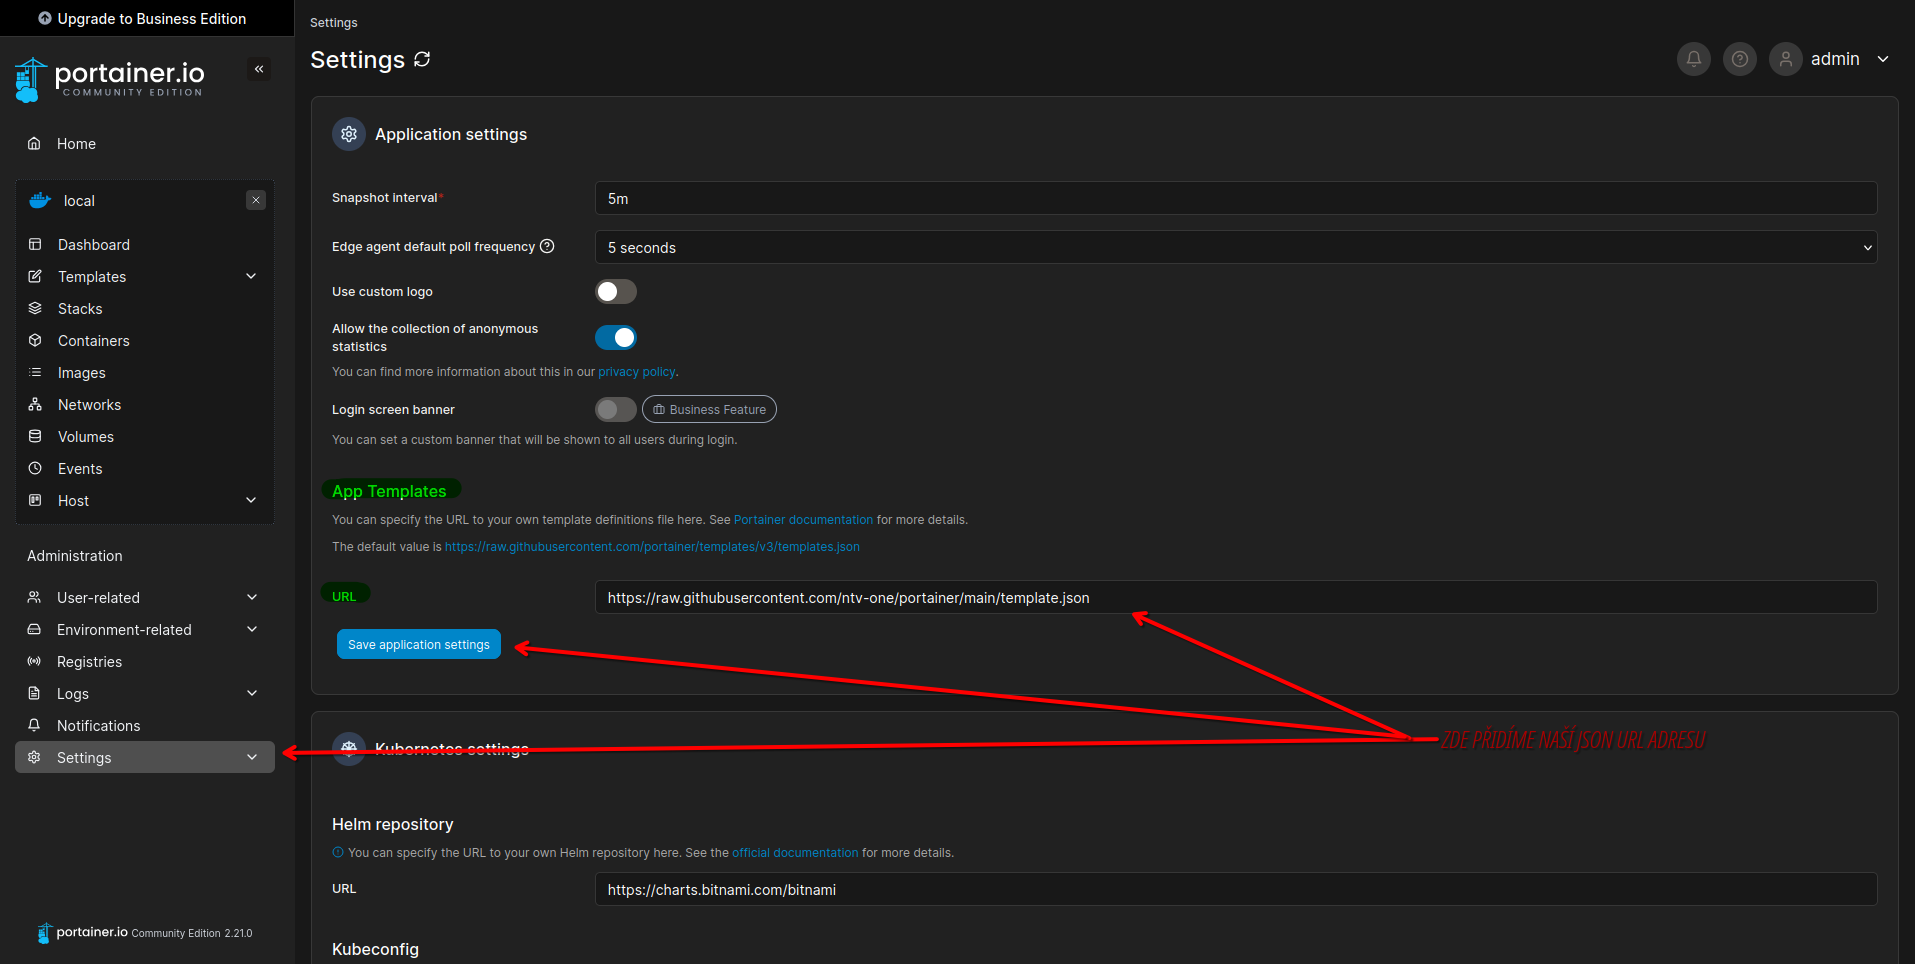 Upgrade to Business Edition
portainer.io
COMMUNITY EDITION
Home
local
Dashboard
Templates
Stacks
Containers
Images
Networks
Volumes
Events
Host
Administration
User-related
Environment-related
Registries
Logs
Notifications
Settings
portainer.io Community Edition 2.21.0
Settings
Settings
admin
Application settings
Snapshot interval*
5m
Edge agent default poll frequency
5 seconds
Use custom logo
Allow the collection of anonymous
statistics
You can find more information about this in our privacy policy.
Login screen banner
Business Feature
You can set a custom banner that will be shown to all users during login.
App Templates
You can specify the URL to your own template definitions file here. See Portainer documentation for more details.
The default value is https://raw.githubusercontent.com/portainer/templates/v3/templates.json
URL
https://raw.githubusercontent.com/ntv-one/portainer/main/template.json
Save application settings
ZDE PŘIDÍME NAŠÍ JSON URL ADRESU
Kubernetes settings
Helm repository
You can specify the URL to your own Helm repository here. See the official documentation for more details.
URL
https://charts.bitnami.com/bitnami
Kubeconfig